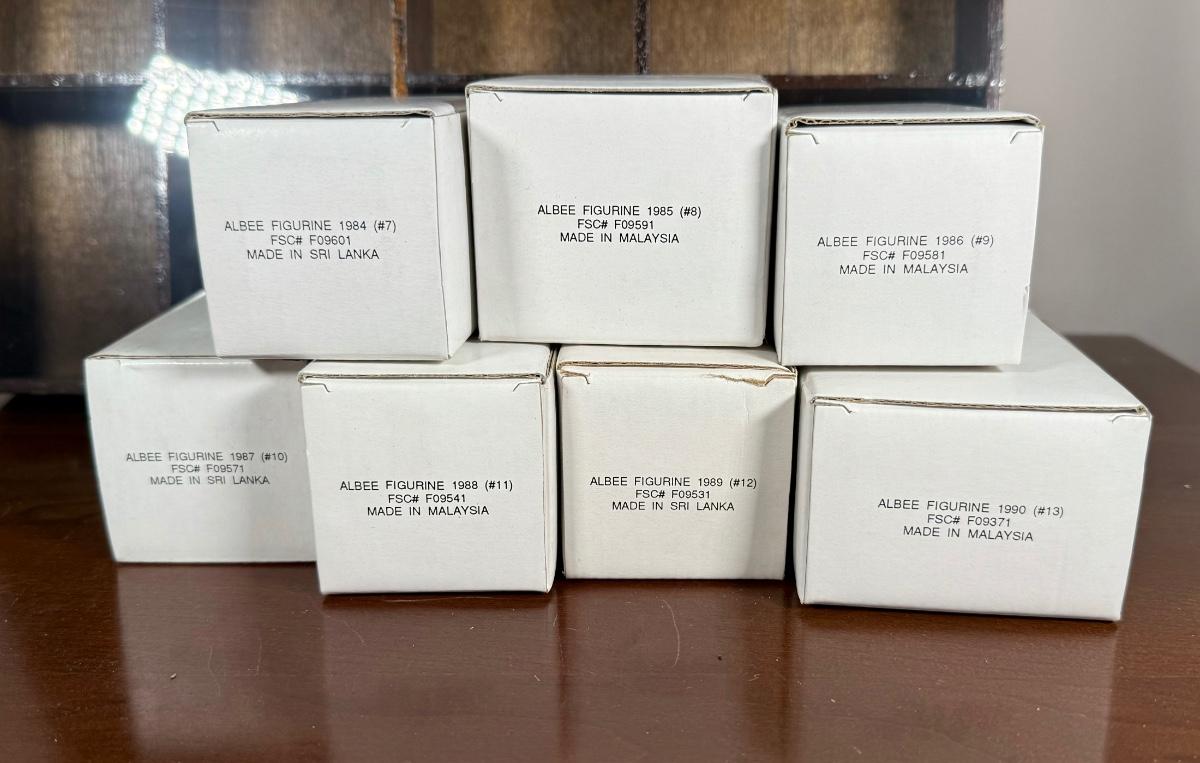 ALBEE FIGURINE 1984 (#7)
FSC# F09601
MADE IN SRI LANKA
ALBEE FIGURINE 1985 (#8)
FSC# F09591
MADE IN MALAYSIA
ALBEE FIGURINE 1986 (#9)
FSC# F09581
MADE IN MALAYSIA
ALBEE FIGURINE 1987 (#10)
FSC# F09571
MADE IN SRI LANKA
ALBEE FIGURINE 1988 (#11)
FSC# F09541
MADE IN MALAYSIA
ALBEE FIGURINE 1989 (#12)
FSC# F09531
MADE IN SRI LANKA
ALBEE FIGURINE 1990 (#13)
FSC# F09371
MADE IN MALAYSIA